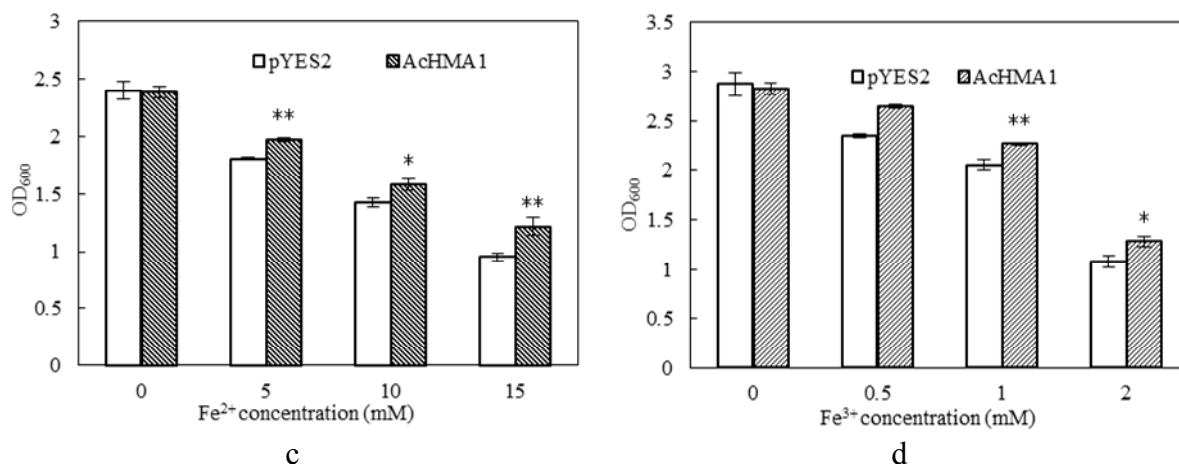 3
2.5
2
1.5
1
0.5
0
OD600
pYES2
AcHMA1
**
*
**
0 5 10 15
Fe2+ concentration (mM)
c
3.5
3
2.5
2
1.5
1
0.5
0
OD600
pYES2
AcHMA1
**
*
0 0.5 1 2
Fe3+ concentration (mM)
d